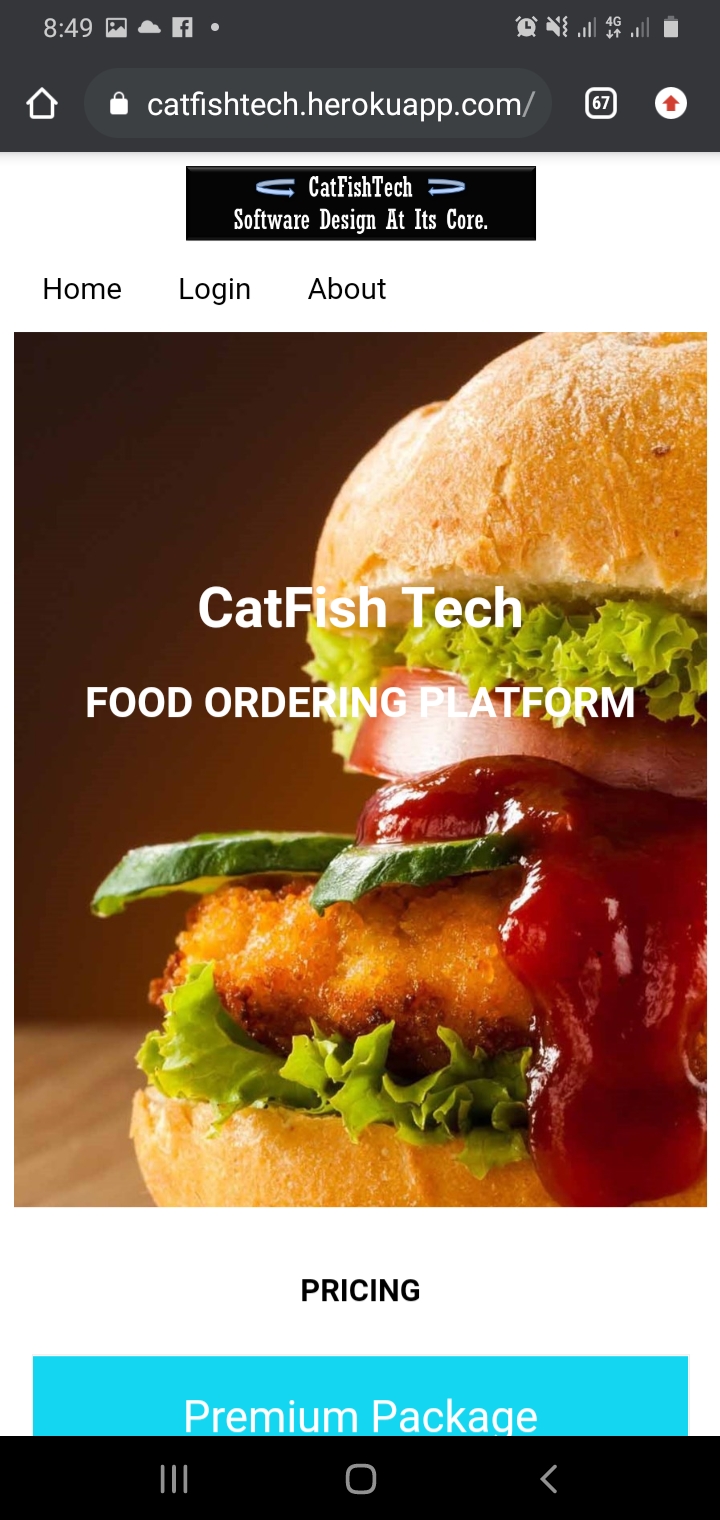 8:49
4G
catfishtech.herokuapp.com/
67
CatFishTech
Software Design At Its Core.
Home Login About
CatFish Tech
FOOD ORDERING PLATFORM
PRICING
Premium Package